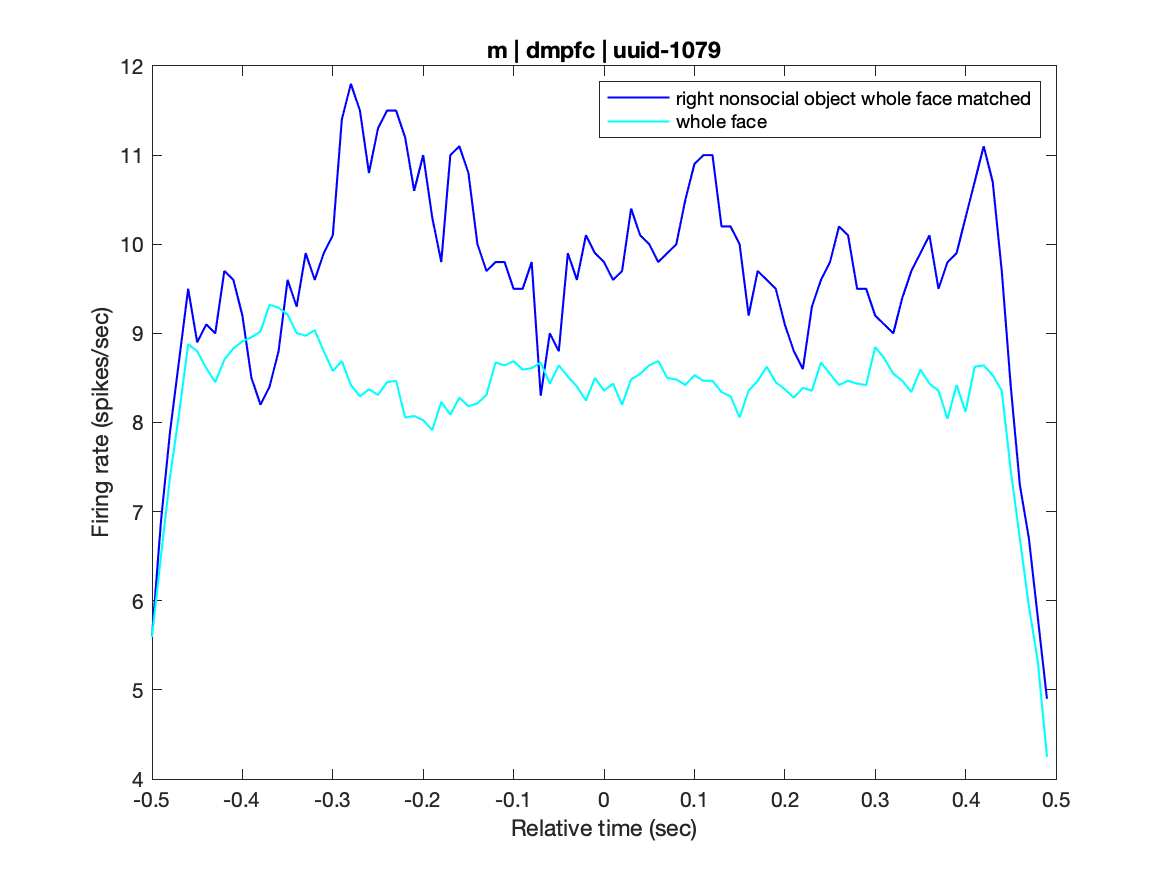 m | dmpfc | uuid-1079
right nonsocial object whole face matched
whole face
12
11
10
9
8
7
6
5
4
Firing rate (spikes/sec)
-0.5 -0.4 -0.3 -0.2 -0.1 0 0.1 0.2 0.3 0.4 0.5
Relative time (sec)